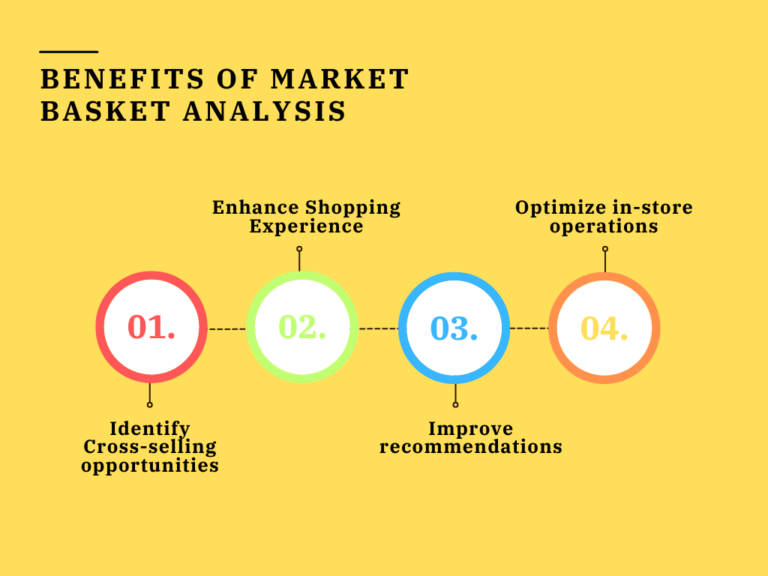 BENEFITS OF MARKET
BASKET ANALYSIS
01.
Identify
Cross-selling
opportunities
Enhance Shopping
Experience
02.
03.
Improve
recommendations
Optimize in-store
operations
04.